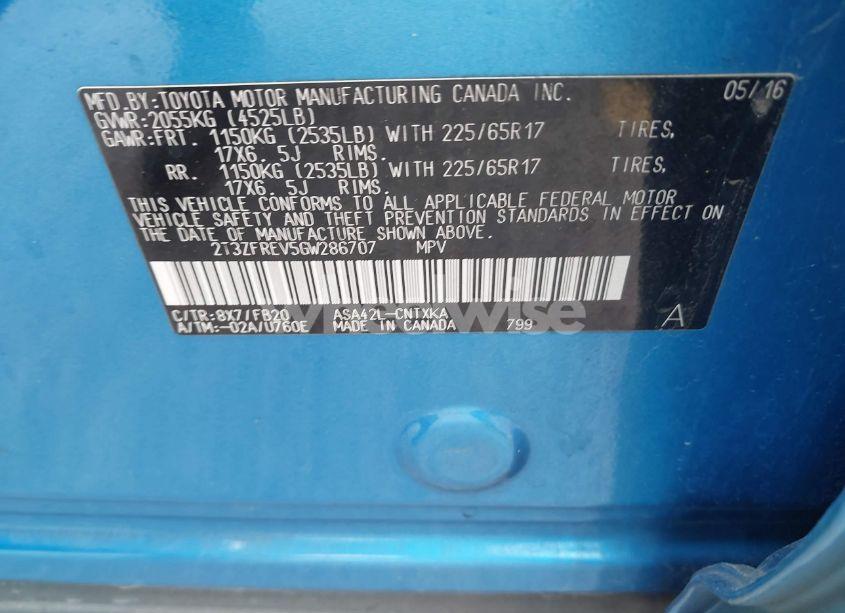 MFD. BY: TOYOTA MOTOR MANUFACTURING CANADA INC. 05/16
GVWR: 2055KG (4525LB)
GAWR: FRT. 1150KG (2535LB) WITH 225/65R17 TIRES,
17X6. 5J RIMS.
RR. 1150KG (2535LB) WITH 225/65R17 TIRES,
17X6. 5J RIMS.
THIS VEHICLE CONFORMS TO ALL APPLICABLE FEDERAL MOTOR
VEHICLE SAFETY AND THEFT PREVENTION STANDARDS IN EFFECT ON
THE DATE OF MANUFACTURE SHOWN ABOVE.
2T3ZFREV5GW286707 MPV
C/TR: 8X7/FB20 ASA42L-CNTXKA A
A/TM: -02A/U760E MADE IN CANADA 799